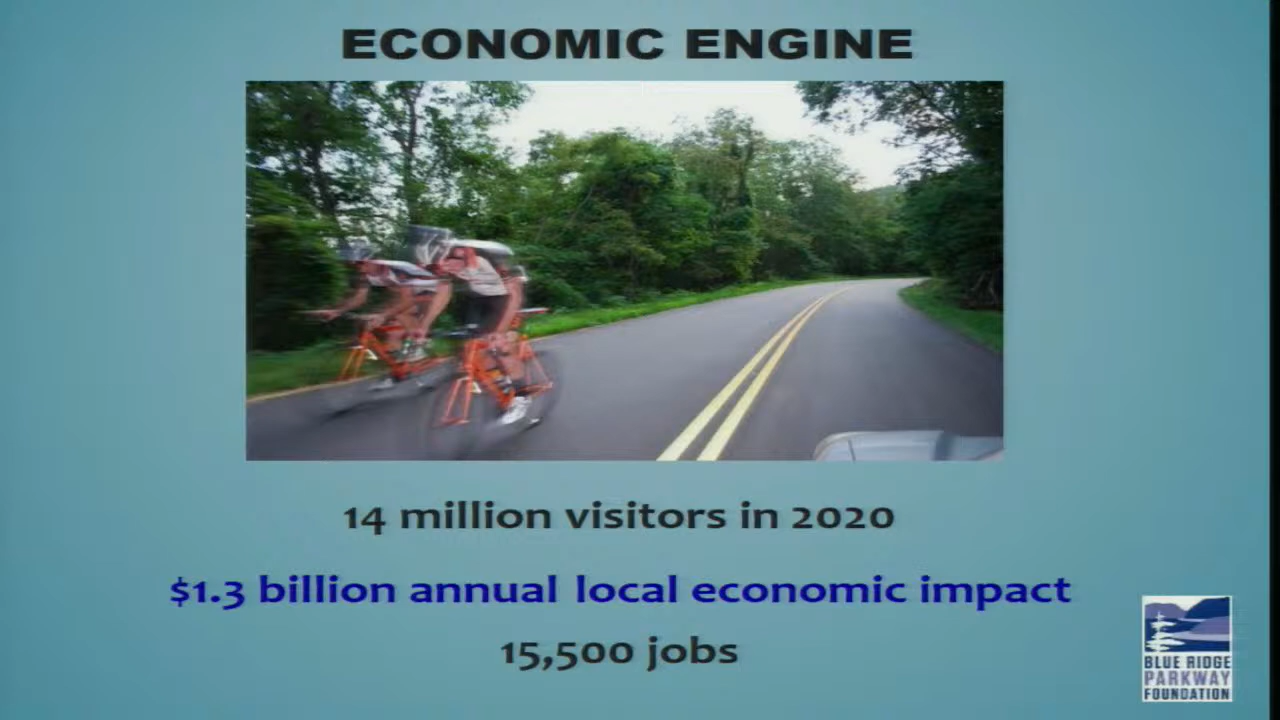 ECONOMIC ENGINE
14 million visitors in 2020
$1.3 billion annual local economic impact
15,500 jobs
BLUE RIDGE
PARKWAY
FOUNDATION